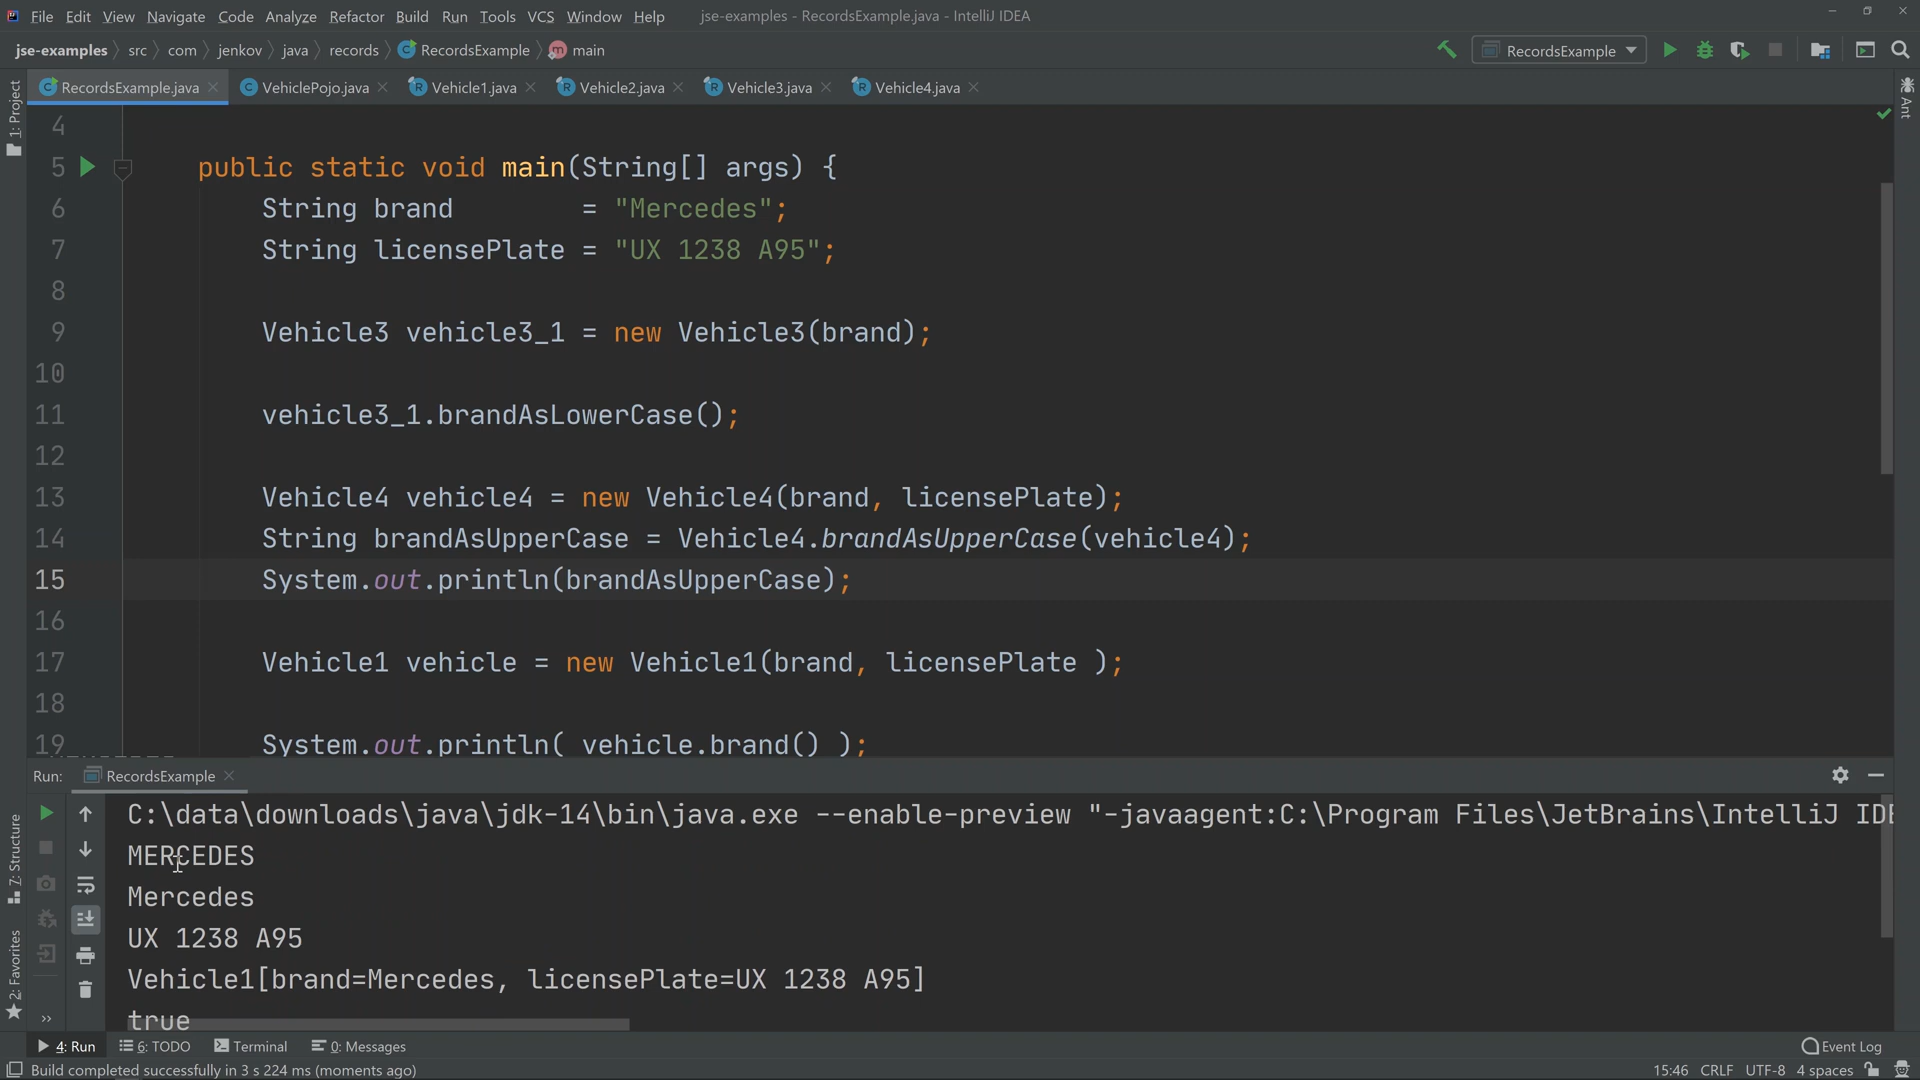 File Edit View Navigate Code Analyze Refactor Build Run Tools VCS Window Help jse-examples - RecordsExample.java - IntelliJ IDEA
jse-examples src com jenkov java records RecordsExample main RecordsExample
RecordsExample.java VehiclePojo.java Vehicle1.java Vehicle2.java Vehicle3.java Vehicle4.java
1: Project
Ant
4
5 public static void main(String[] args) {
6 String brand = "Mercedes";
7 String licensePlate = "UX 1238 A95";
8
9 Vehicle3 vehicle3_1 = new Vehicle3(brand);
10
11 vehicle3_1.brandAsLowerCase();
12
13 Vehicle4 vehicle4 = new Vehicle4(brand, licensePlate);
14 String brandAsUpperCase = Vehicle4.brandAsUpperCase(vehicle4);
15 System.out.println(brandAsUpperCase);
16
17 Vehicle1 vehicle = new Vehicle1(brand, licensePlate );
18
19 System.out.println( vehicle.brand() );
Run: RecordsExample
C:\data\downloads\java\jdk-14\bin\java.exe --enable-preview "-javaagent:C:\Program Files\JetBrains\IntelliJ IDE
MERCEDES
Mercedes
UX 1238 A95
Vehicle1[brand=Mercedes, licensePlate=UX 1238 A95]
true
7: Structure
2: Favorites
4: Run 6: TODO Terminal 0: Messages Event Log
Build completed successfully in 3 s 224 ms (moments ago) 15:46 CRLF UTF-8 4 spaces